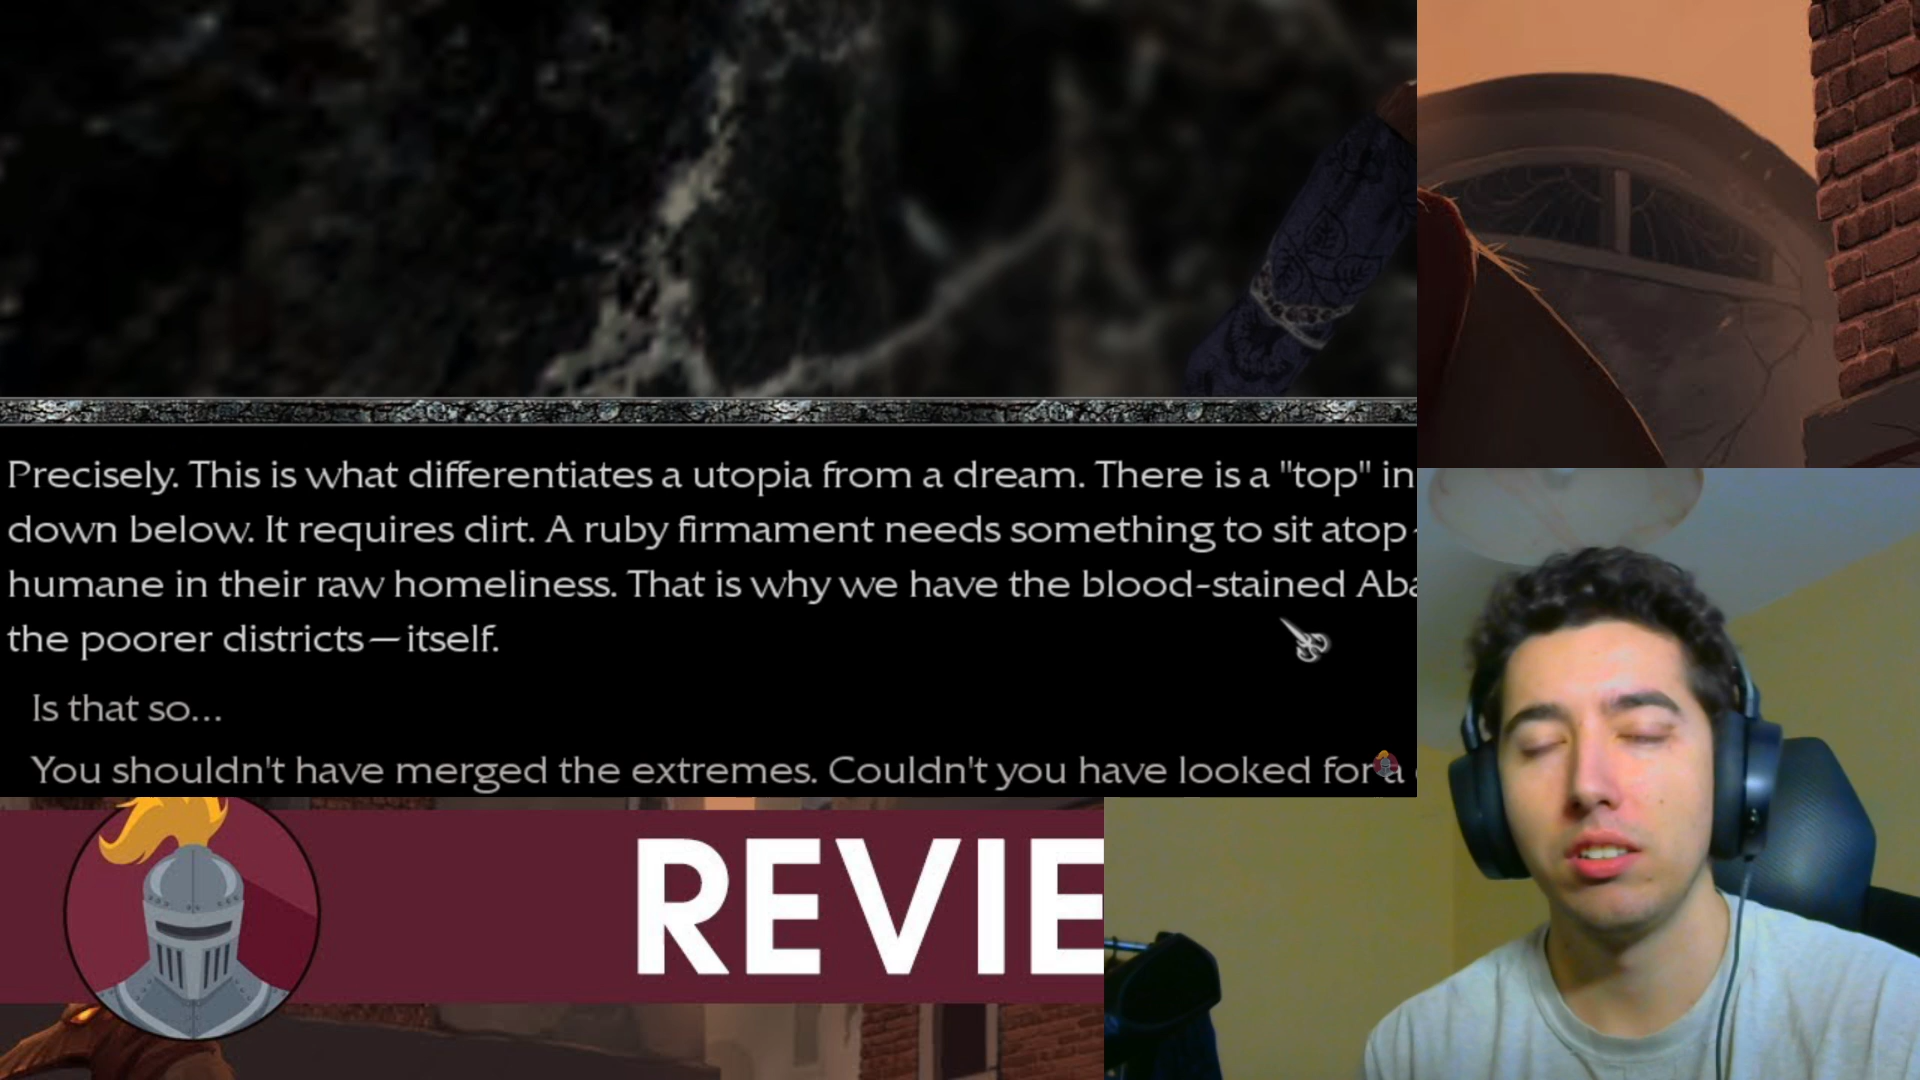 Precisely. This is what differentiates a utopia from a dream. There is a "top" in
down below. It requires dirt. A ruby firmament needs something to sit atop
humane in their raw homeliness. That is why we have the blood-stained Aba
the poorer districts—itself.
Is that so...
You shouldn't have merged the extremes. Couldn't you have looked for a
REVIE